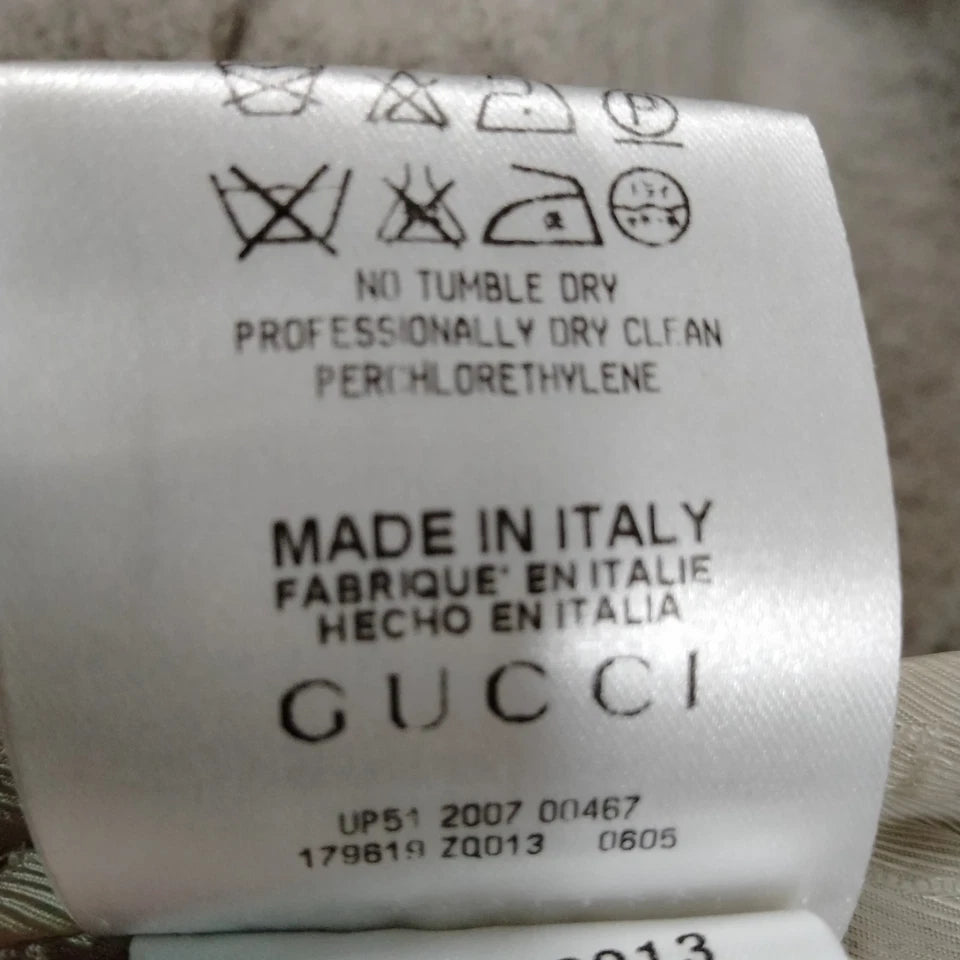 P
NO TUMBLE DRY
PROFESSIONALLY DRY CLEAN
PERCHLORETHYLENE
MADE IN ITALY
FABRIQUE' EN ITALIE
HECHO EN ITALIA
GUCCI
UP51 2007 00467
179619 ZQ013 0605